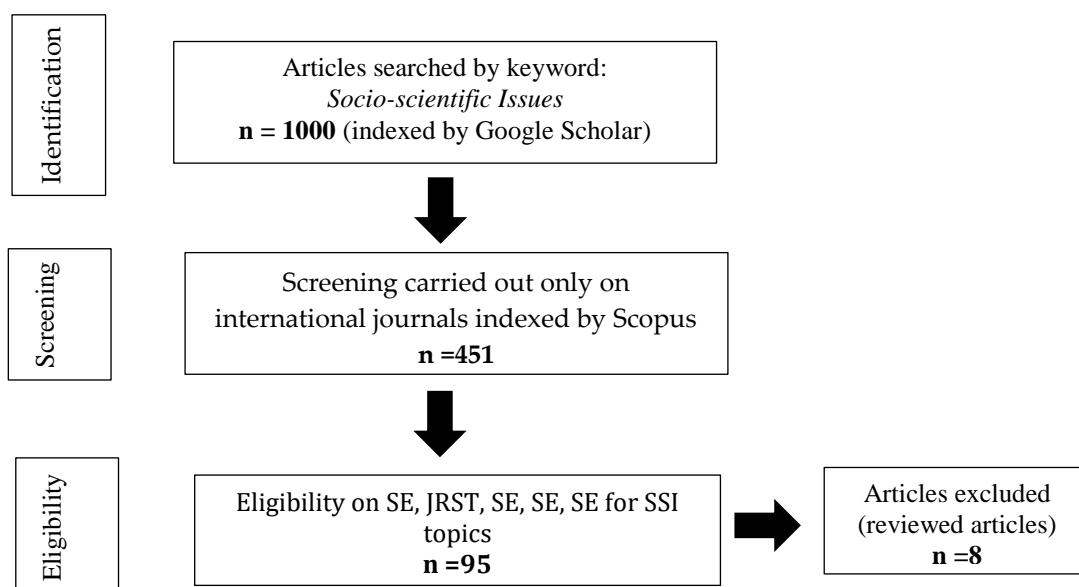 Identification
Articles searched by keyword:
Socio-scientific Issues
n = 1000 (indexed by Google Scholar)
Screening
Screening carried out only on
international journals indexed by Scopus
n =451
Eligibility
Eligibility on SE, JRST, SE, SE, SE for SSI
topics
n =95
Articles excluded
(reviewed articles)
n =8